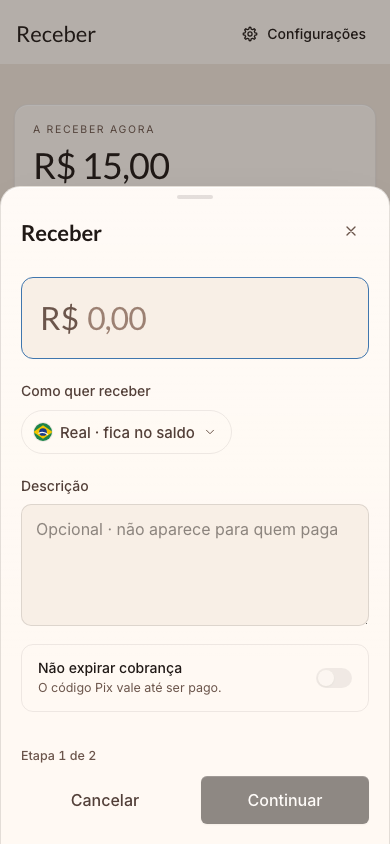 Receber
Configurações
A RECEBER AGORA
R$ 15,00
Receber
R$ 0,00
Como quer receber
Real · fica no saldo
Descrição
Opcional · não aparece para quem paga
Não expirar cobrança
O código Pix vale até ser pago.
Etapa 1 de 2
Cancelar
Continuar